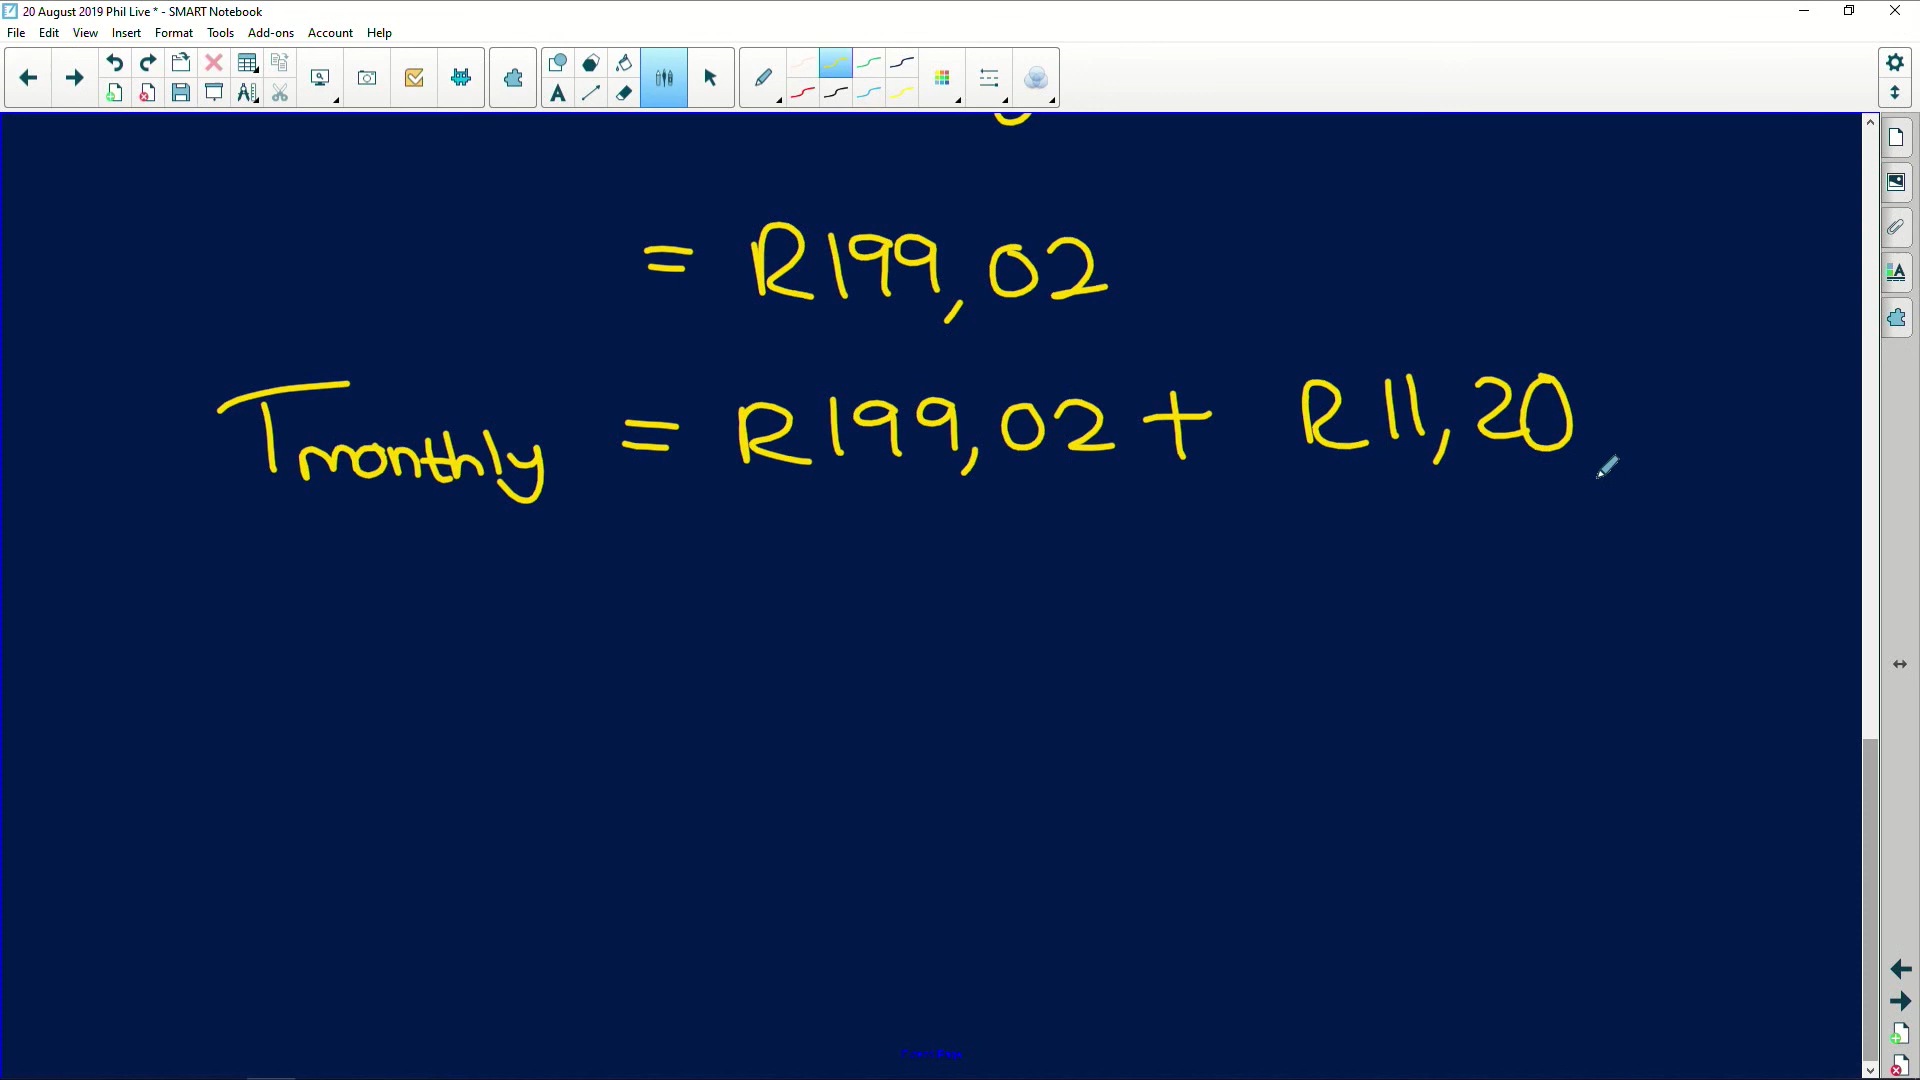 20 August 2019 Phil Live * - SMART Notebook
File Edit View Insert Format Tools Add-ons Account Help
= R199,02
Tmonthly = R199,02 + R11,20